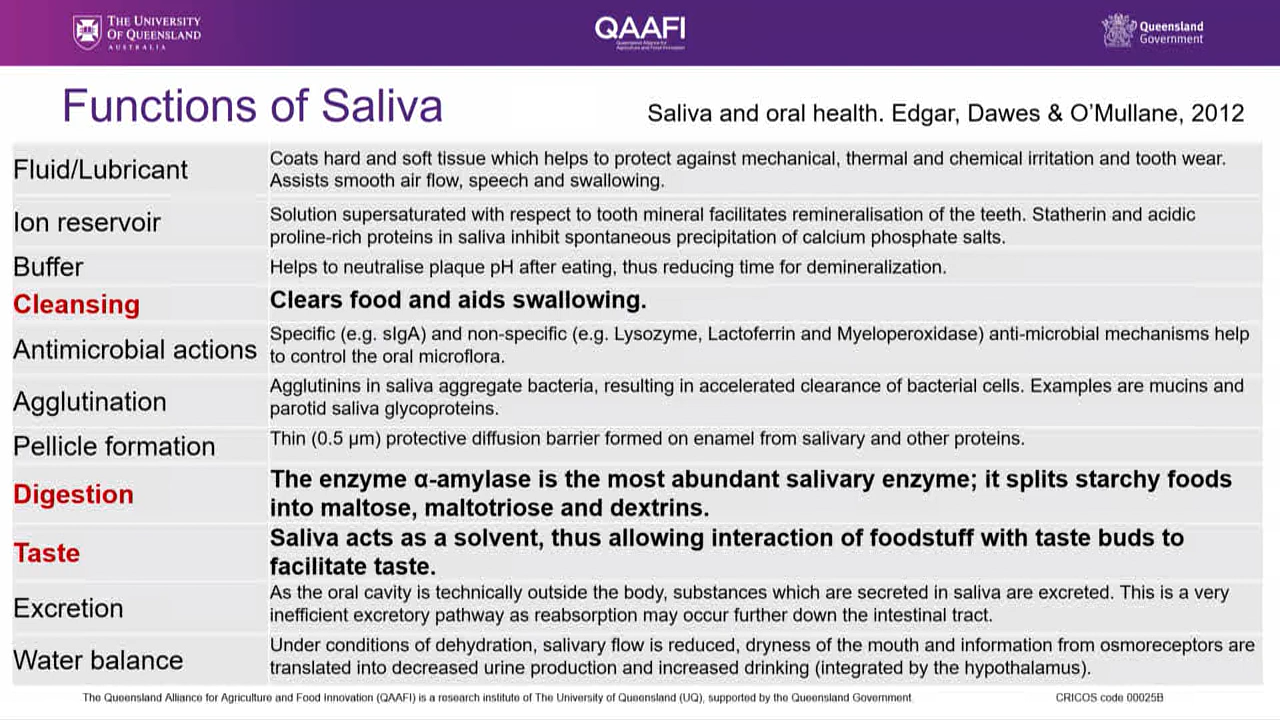 THE UNIVERSITY
OF QUEENSLAND
AUSTRALIA
QAAFI
Queensland Alliance for
Agriculture and Food Innovation
Queensland
Government
Functions of Saliva
Saliva and oral health. Edgar, Dawes & O'Mullane, 2012
Fluid/Lubricant
Coats hard and soft tissue which helps to protect against mechanical, thermal and chemical irritation and tooth wear.
Assists smooth air flow, speech and swallowing.
Ion reservoir
Solution supersaturated with respect to tooth mineral facilitates remineralisation of the teeth. Statherin and acidic
proline-rich proteins in saliva inhibit spontaneous precipitation of calcium phosphate salts.
Buffer
Helps to neutralise plaque pH after eating, thus reducing time for demineralization.
Cleansing
Clears food and aids swallowing.
Antimicrobial actions
Specific (e.g. sIgA) and non-specific (e.g. Lysozyme, Lactoferrin and Myeloperoxidase) anti-microbial mechanisms help
to control the oral microflora.
Agglutination
Agglutinins in saliva aggregate bacteria, resulting in accelerated clearance of bacterial cells. Examples are mucins and
parotid saliva glycoproteins.
Pellicle formation
Thin (0.5 μm) protective diffusion barrier formed on enamel from salivary and other proteins.
Digestion
The enzyme α-amylase is the most abundant salivary enzyme; it splits starchy foods
into maltose, maltotriose and dextrins.
Taste
Saliva acts as a solvent, thus allowing interaction of foodstuff with taste buds to
facilitate taste.
Excretion
As the oral cavity is technically outside the body, substances which are secreted in saliva are excreted. This is a very
inefficient excretory pathway as reabsorption may occur further down the intestinal tract.
Water balance
Under conditions of dehydration, salivary flow is reduced, dryness of the mouth and information from osmoreceptors are
translated into decreased urine production and increased drinking (integrated by the hypothalamus).
The Queensland Alliance for Agriculture and Food Innovation (QAAFI) is a research institute of The University of Queensland (UQ), supported by the Queensland Government.
CRICOS code 00025B